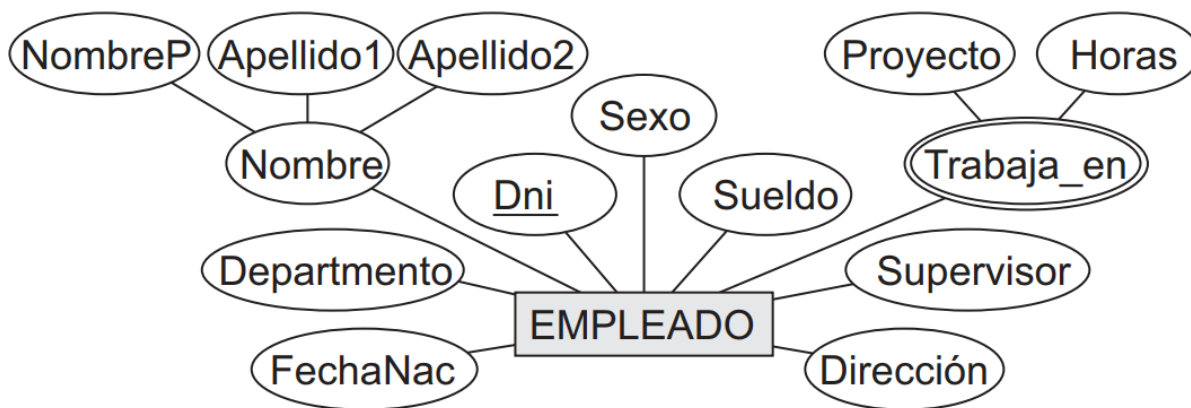 NombreP
Apellido1
Apellido2
Proyecto
Horas
Nombre
Sexo
Trabaja_en
Dni
Sueldo
Departmento
Supervisor
EMPLEADO
FechaNac
Dirección